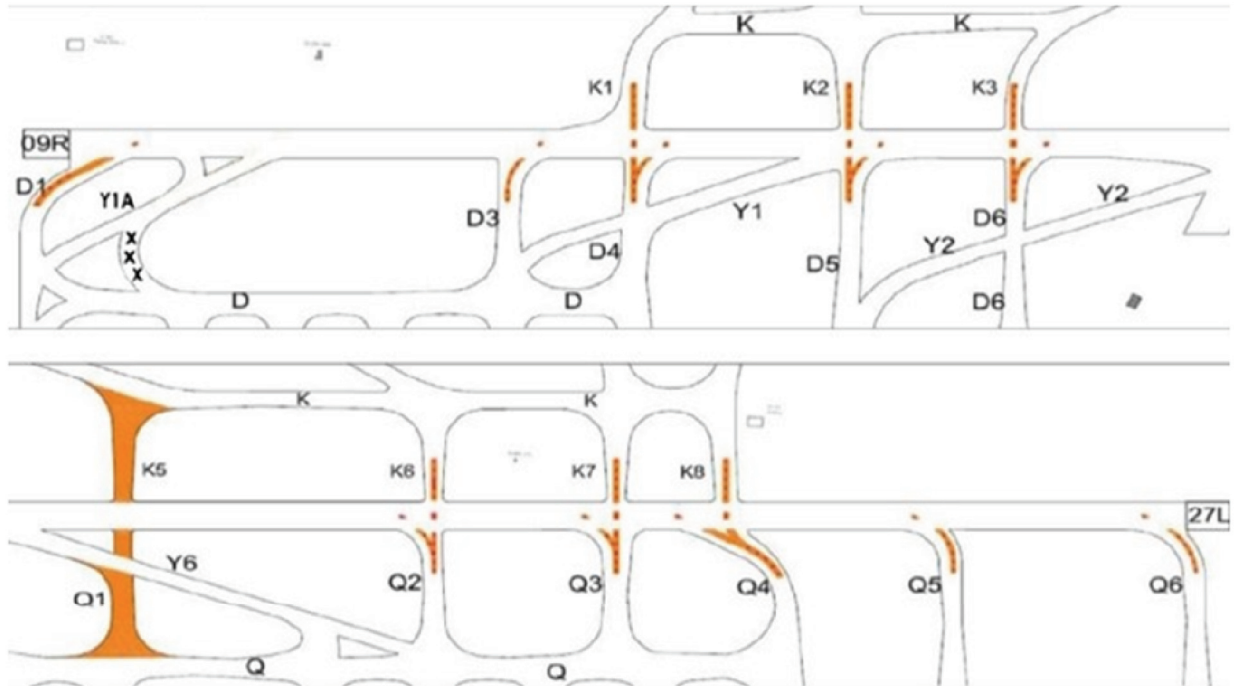 K K
K1 K2 K3
09R
D1
Y1A
D3 Y1 D6 Y2
D4 D5 Y2
X
X
X
D D D6
K K
K5 K6 K7 K8
27L
Y6
Q1 Q2 Q3 Q4 Q5 Q6
Q Q